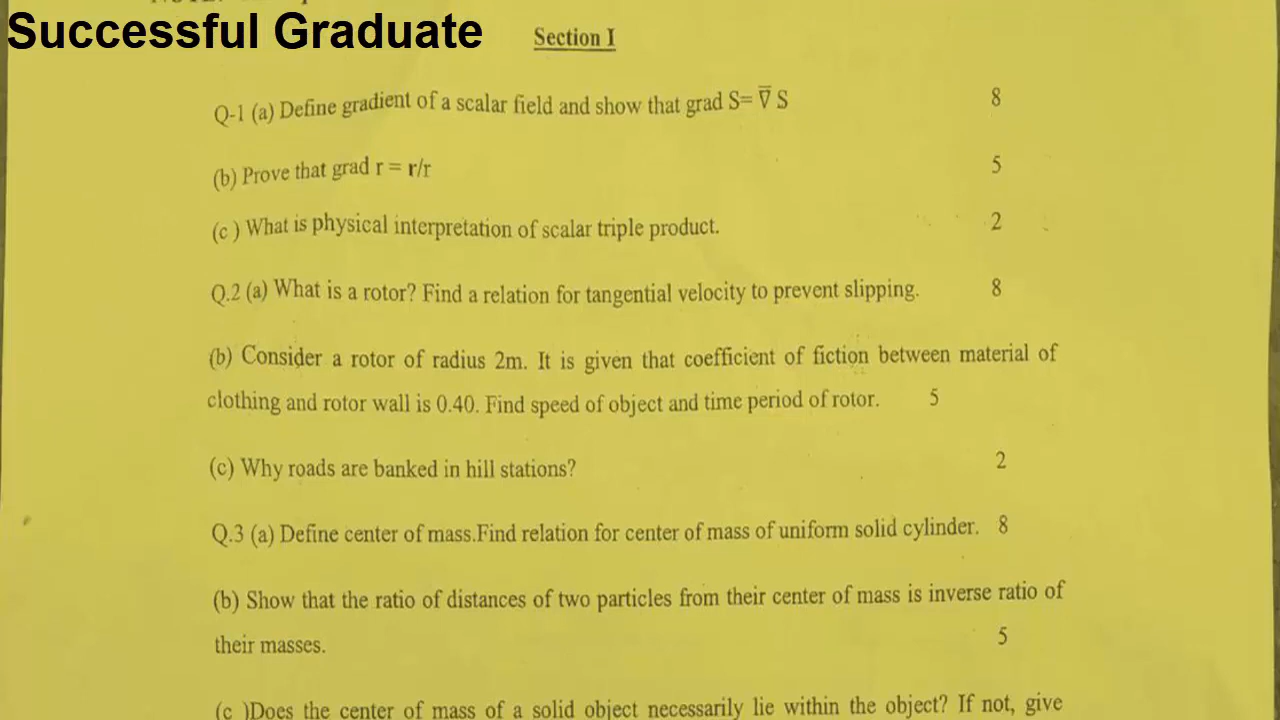 Successful Graduate
Section I
Q-1 (a) Define gradient of a scalar field and show that grad S= ∇̅ S 8
(b) Prove that grad r = r/r 5
(c ) What is physical interpretation of scalar triple product. 2
Q.2 (a) What is a rotor? Find a relation for tangential velocity to prevent slipping. 8
(b) Consider a rotor of radius 2m. It is given that coefficient of fiction between material of
clothing and rotor wall is 0.40. Find speed of object and time period of rotor. 5
(c) Why roads are banked in hill stations? 2
Q.3 (a) Define center of mass.Find relation for center of mass of uniform solid cylinder. 8
(b) Show that the ratio of distances of two particles from their center of mass is inverse ratio of
their masses. 5
(c )Does the center of mass of a solid object necessarily lie within the object? If not, give